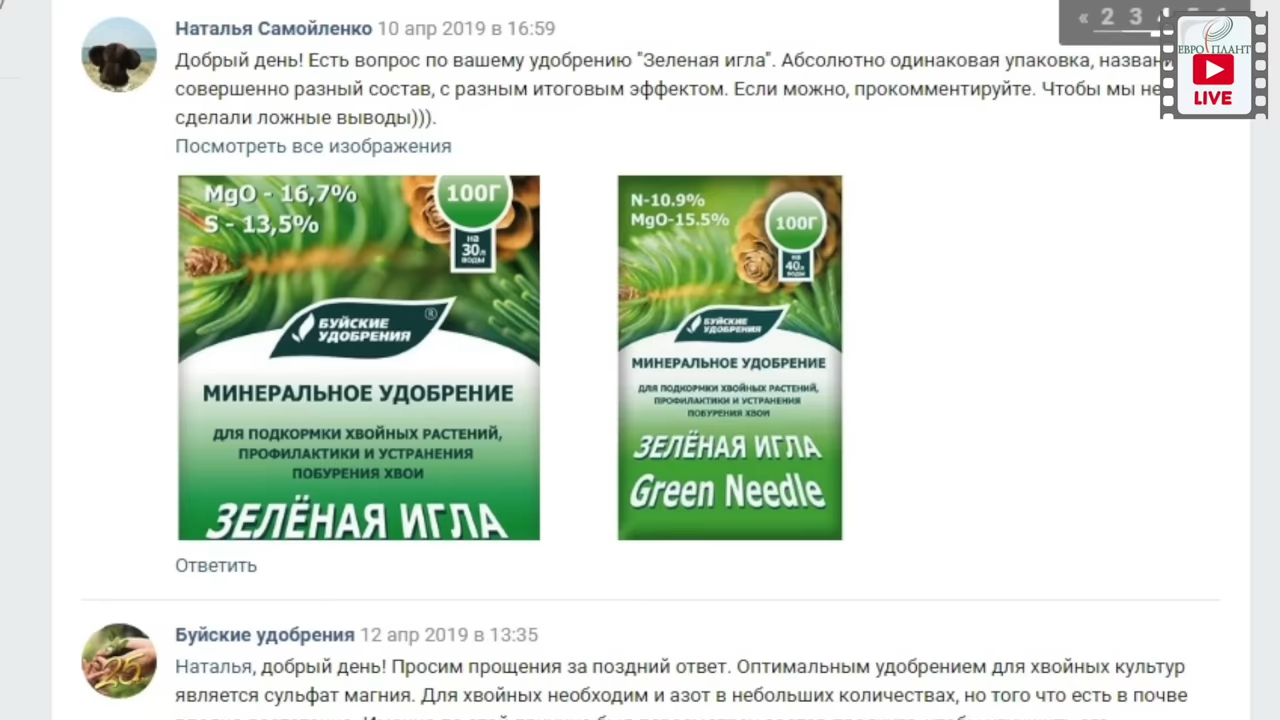 « 2 3
Наталья Самойленко 10 апр 2019 в 16:59
ЕВРО ПЛАНТ
LIVE
Добрый день! Есть вопрос по вашему удобрению "Зеленая игла". Абсолютно одинаковая упаковка,
совершенно разный состав, с разным итоговым эффектом. Если можно, прокомментируйте. Чтобы мы не
сделали ложные выводы))).
Посмотреть все изображения
MgO - 16,7%
S - 13,5%
100Г
на
30л
воды
БУЙСКИЕ
УДОБРЕНИЯ
®
МИНЕРАЛЬНОЕ УДОБРЕНИЕ
ДЛЯ ПОДКОРМКИ ХВОЙНЫХ РАСТЕНИЙ,
ПРОФИЛАКТИКИ И УСТРАНЕНИЯ
ПОБУРЕНИЯ ХВОИ
ЗЕЛЁНАЯ ИГЛА
N-10.9%
MgO-15.5%
100Г
на
40л
воды
БУЙСКИЕ
УДОБРЕНИЯ
МИНЕРАЛЬНОЕ УДОБРЕНИЕ
ДЛЯ ПОДКОРМКИ ХВОЙНЫХ РАСТЕНИЙ,
ПРОФИЛАКТИКИ И УСТРАНЕНИЯ
ПОБУРЕНИЯ ХВОИ
ЗЕЛЁНАЯ ИГЛА
Green Needle
Ответить
Буйские удобрения 12 апр 2019 в 13:35
25
Наталья, добрый день! Просим прощения за поздний ответ. Оптимальным удобрением для хвойных культур
является сульфат магния. Для хвойных необходим и азот в небольших количествах, но того что есть в почве